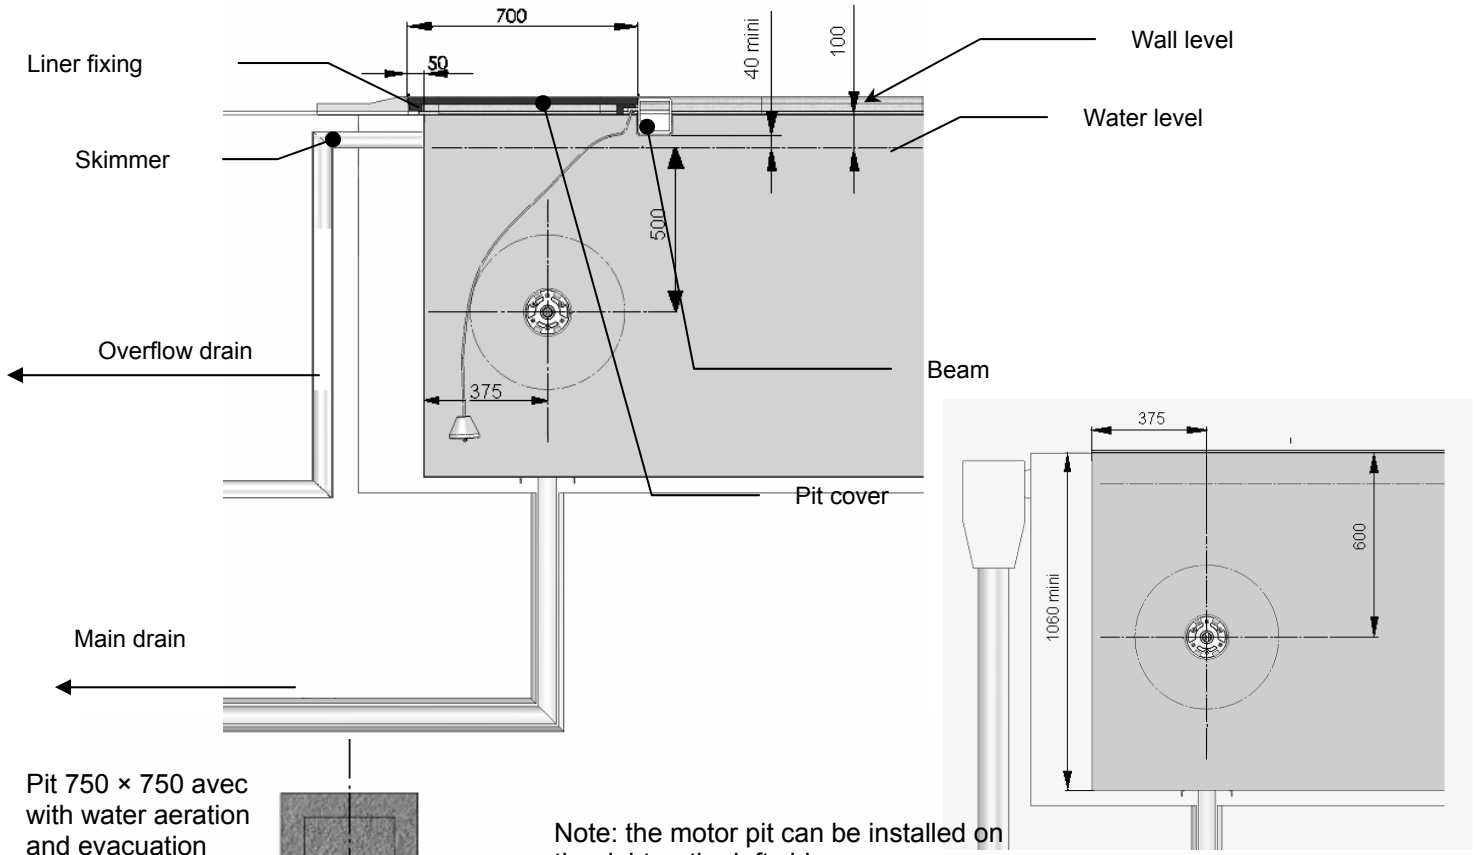 700
Liner fixing
50
40 mini
100
Wall level
Water level
Skimmer
500
Overflow drain
375
Beam
Pit cover
375
600
1060 mini
Main drain
Pit 750 × 750 avec
with water aeration
and evacuation
Note: the motor pit can be installed on